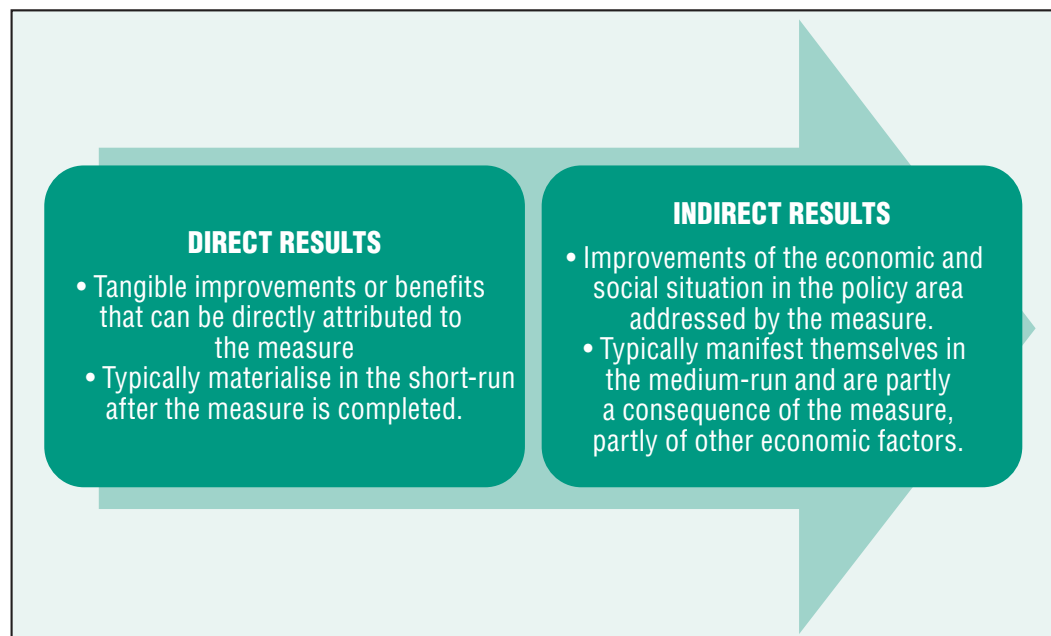 DIRECT RESULTS
• Tangible improvements or benefits
that can be directly attributed to
the measure
• Typically materialise in the short-run
after the measure is completed.
INDIRECT RESULTS
• Improvements of the economic and
social situation in the policy area
addressed by the measure.
• Typically manifest themselves in
the medium-run and are partly
a consequence of the measure,
partly of other economic factors.